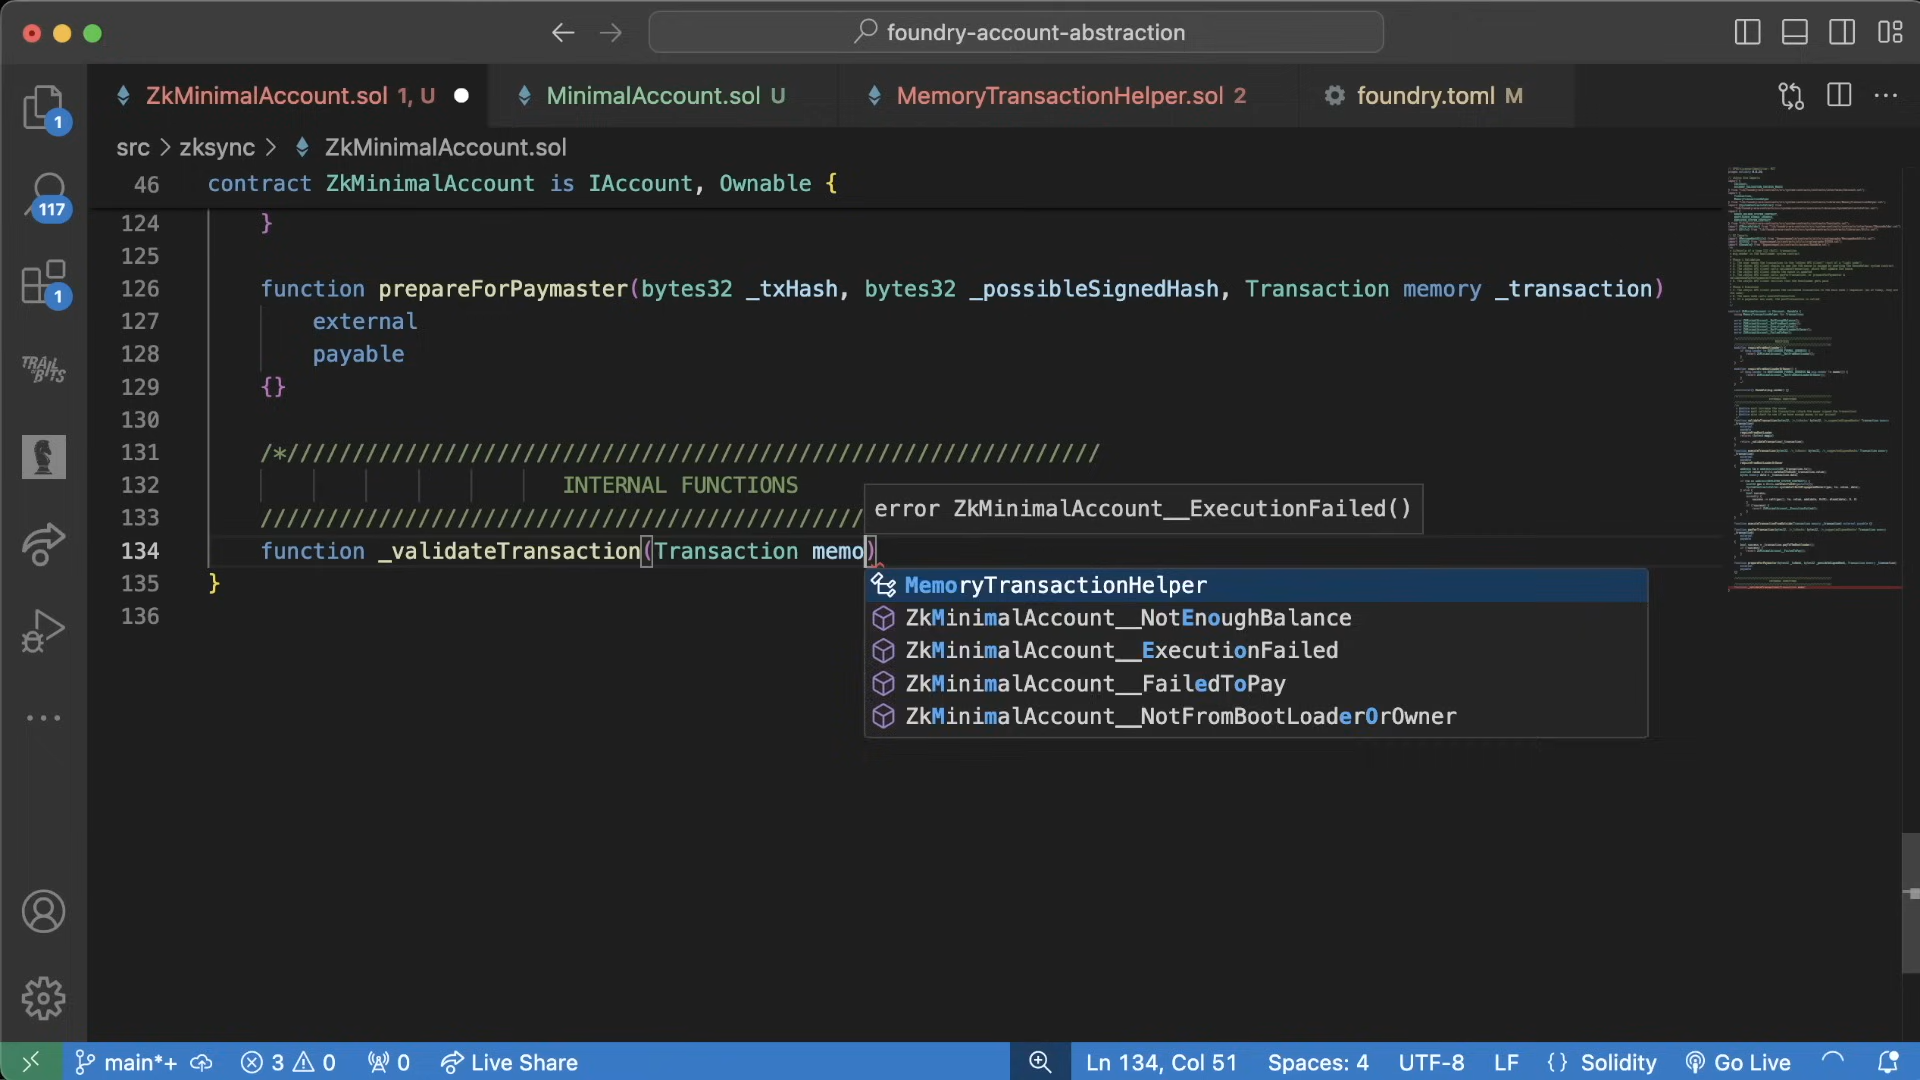 foundry-account-abstraction
ZkMinimalAccount.sol 1, U
MinimalAccount.sol U
MemoryTransactionHelper.sol 2
foundry.toml M
src > zksync > ZkMinimalAccount.sol
46 contract ZkMinimalAccount is IAccount, Ownable {
124 }
125
126 function prepareForPaymaster(bytes32 _txHash, bytes32 _possibleSignedHash, Transaction memory _transaction)
127 external
128 payable
129 {}
130
131 /*//////////////////////////////////////////////////////////////
132 INTERNAL FUNCTIONS
133 //////////////////////////////////////////////
error ZkMinimalAccount__ExecutionFailed()
134 function _validateTransaction(Transaction memo)
135 }
136
MemoryTransactionHelper
ZkMinimalAccount__NotEnoughBalance
ZkMinimalAccount__ExecutionFailed
ZkMinimalAccount__FailedToPay
ZkMinimalAccount__NotFromBootLoaderOrOwner
1
117
1
TRAIL OF BITS
main*+ 3 0 0 Live Share Ln 134, Col 51 Spaces: 4 UTF-8 LF {} Solidity Go Live